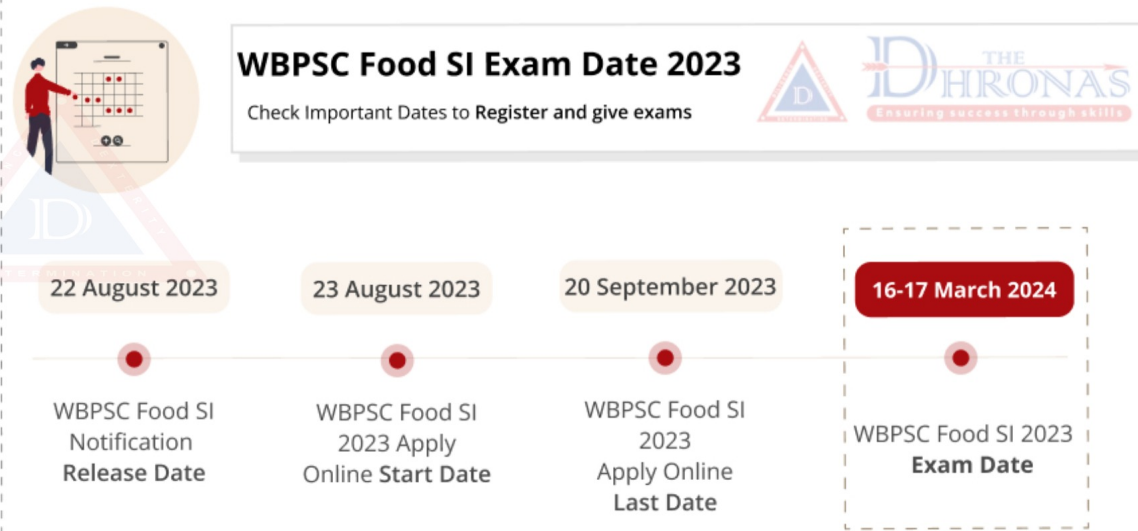 WBPSC Food SI Exam Date 2023
Check Important Dates to Register and give exams
D
THE
DHRONAS
Ensuring success through skills
D
22 August 2023
WBPSC Food SI
Notification
Release Date
23 August 2023
WBPSC Food SI
2023 Apply
Online Start Date
20 September 2023
WBPSC Food SI
2023
Apply Online
Last Date
16-17 March 2024
WBPSC Food SI 2023
Exam Date